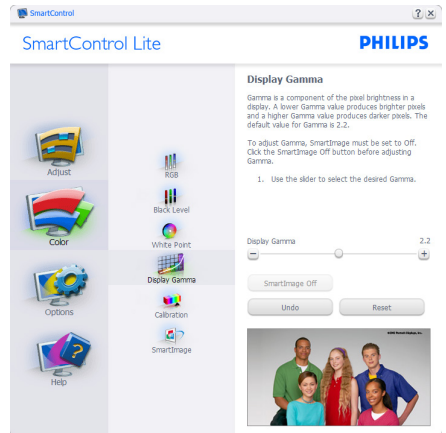 SmartControl
SmartControl Lite
PHILIPS
Adjust
Color
Options
Help
RGB
Black Level
White Point
Display Gamma
Calibration
SmartImage
Display Gamma
Gamma is a component of the pixel brightness in a
display. A lower Gamma value produces brighter pixels
and a higher Gamma value produces darker pixels. The
default value for Gamma is 2.2.
To adjust Gamma, SmartImage must be set to Off.
Click the SmartImage Off button before adjusting
Gamma.
1. Use the slider to select the desired Gamma.
Display Gamma 2.2
SmartImage Off
Undo Reset